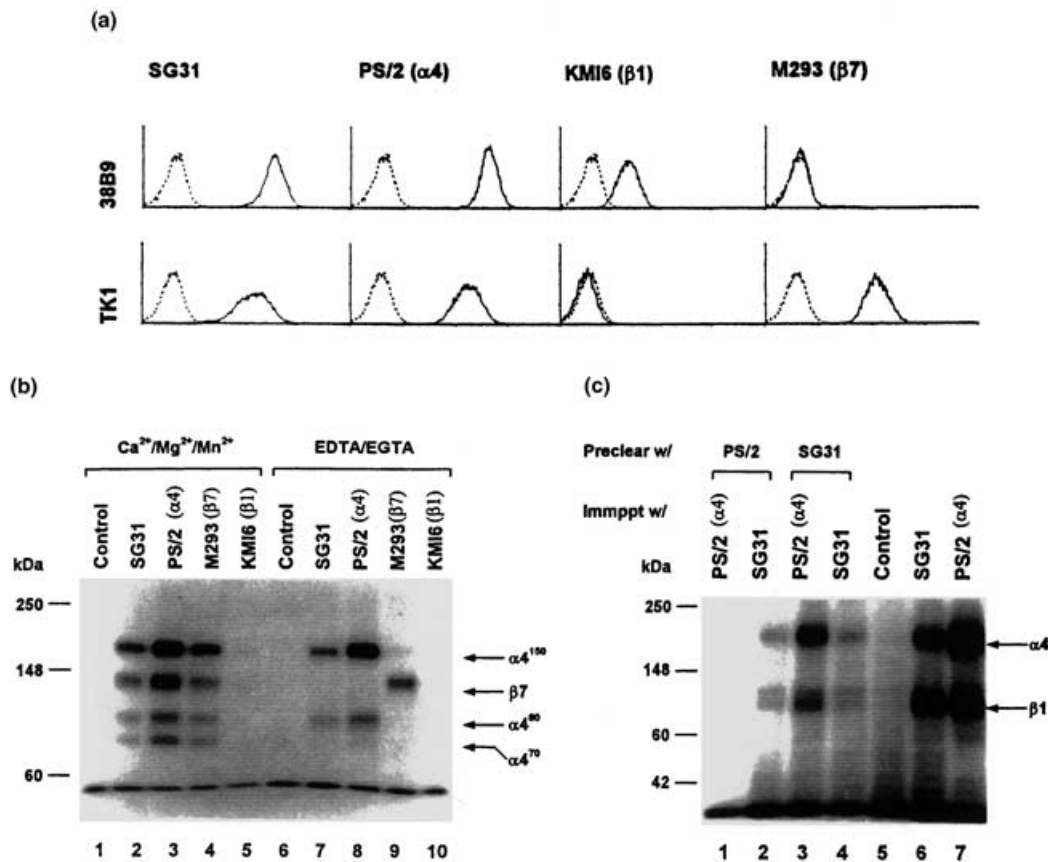 (a)
SG31 PS/2 (α4) KMI6 (β1) M293 (β7)
38B9
TK1
(b)
Ca²⁺/Mg²⁺/Mn²⁺ EDTA/EGTA
Control SG31 PS/2 (α4) M293 (β7) KMI6 (β1) Control SG31 PS/2 (α4) M293(β7) KMI6 (β1)
kDa
250
148
60
α4¹⁵⁰
β7
α4⁸⁰
α4⁷⁰
1 2 3 4 5 6 7 8 9 10
(c)
Preclear w/ PS/2 SG31
Immppt w/ PS/2 (α4) SG31 PS/2 (α4) SG31 Control SG31 PS/2 (α4)
kDa
250
148
60
42
α4
β1
1 2 3 4 5 6 7